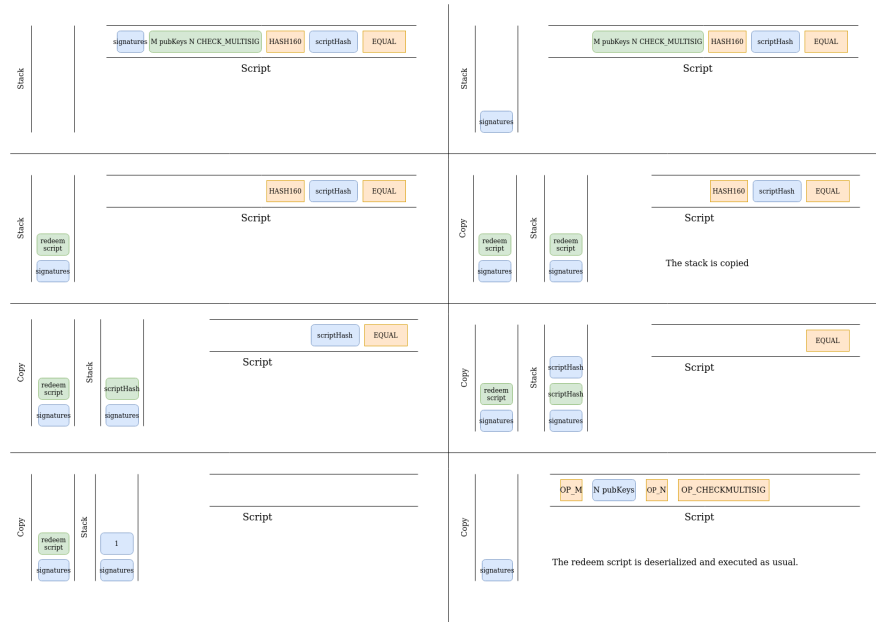 signatures M pubKeys N CHECK_MULTISIG HASH160 scriptHash EQUAL
Stack
Script
M pubKeys N CHECK_MULTISIG HASH160 scriptHash EQUAL
Stack
Script
signatures
HASH160 scriptHash EQUAL
Stack
Script
redeem
script
signatures
HASH160 scriptHash EQUAL
Copy
Stack
Script
redeem
script
redeem
script
The stack is copied
signatures
signatures
scriptHash EQUAL
Copy
Stack
Script
redeem
script
scriptHash
signatures
signatures
EQUAL
Copy
Stack
scriptHash
Script
redeem
script
scriptHash
signatures
signatures
Copy
Stack
Script
redeem
script
1
signatures
signatures
OP_M N pubKeys OP_N OP_CHECKMULTISIG
Copy
Script
signatures
The redeem script is deserialized and executed as usual.